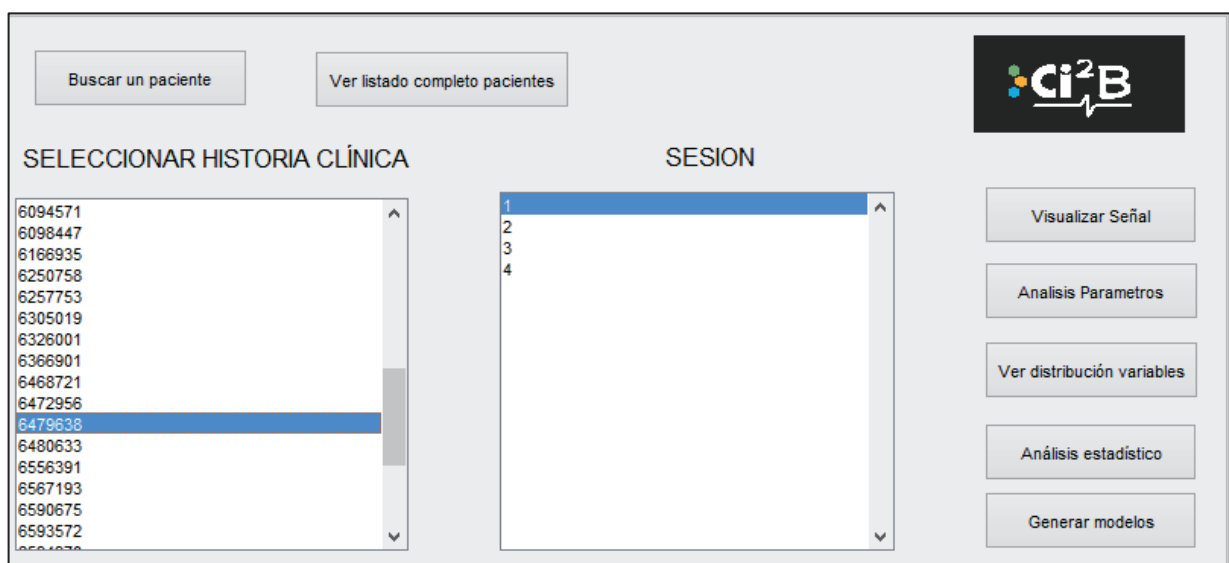 Buscar un paciente
Ver listado completo pacientes
Ci²B
SELECCIONAR HISTORIA CLÍNICA
SESION
6094571
6098447
6166935
6250758
6257753
6305019
6326001
6366901
6468721
6472956
6479638
6480633
6556391
6567193
6590675
6593572
1
2
3
4
Visualizar Señal
Analisis Parametros
Ver distribución variables
Análisis estadístico
Generar modelos